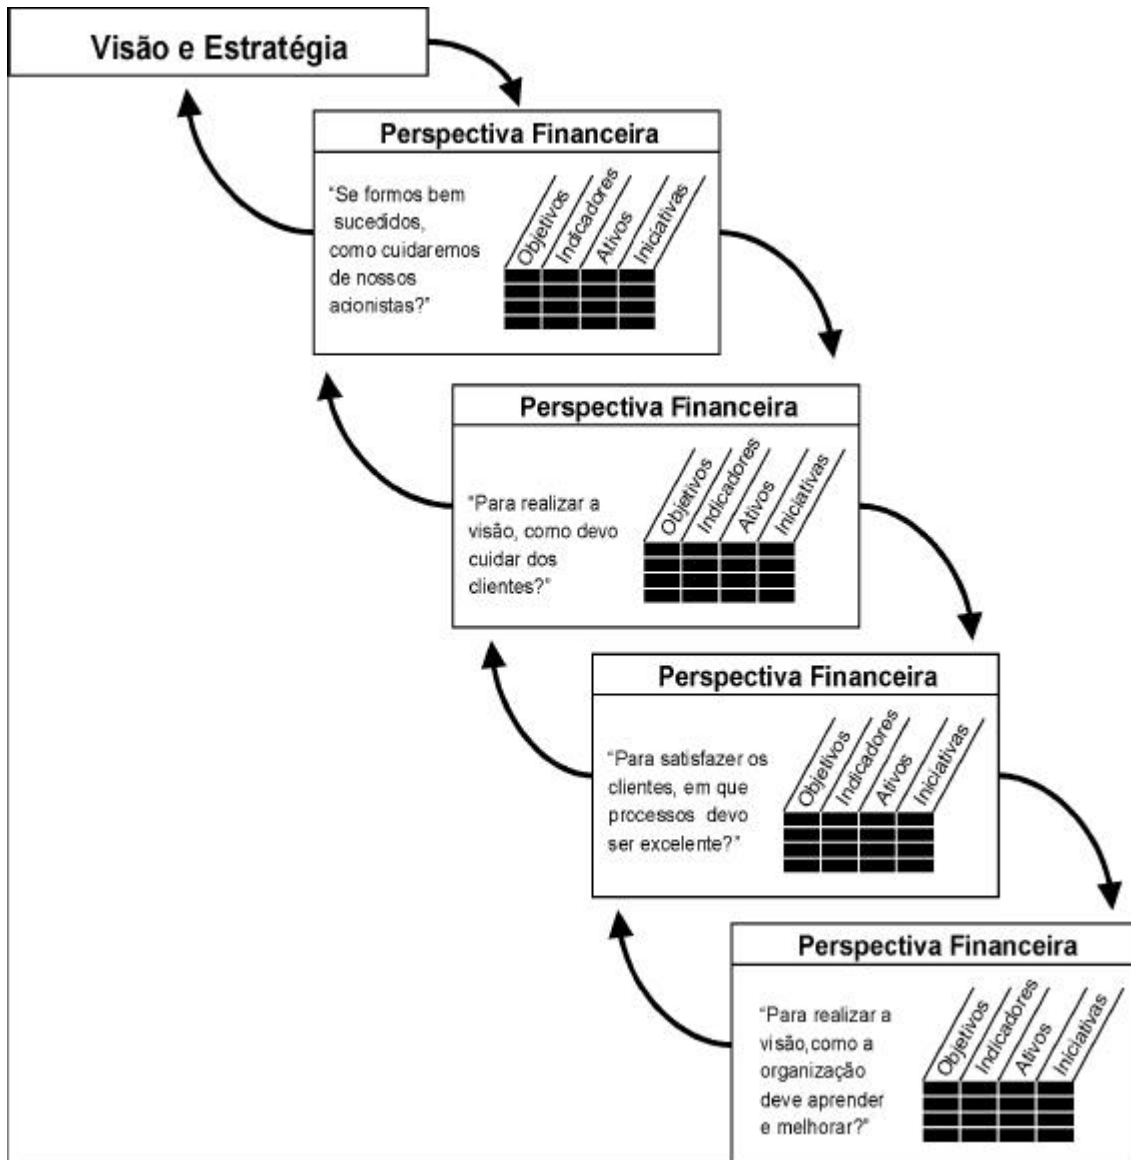 Visão e Estratégia
Perspectiva Financeira
“Se formos bem
sucedidos,
como cuidaremos
de nossos
acionistas?”
Objetivos
Indicadores
Ativos
Iniciativas
Perspectiva Financeira
“Para realizar a
visão, como devo
cuidar dos
clientes?”
Objetivos
Indicadores
Ativos
Iniciativas
Perspectiva Financeira
“Para satisfazer os
clientes, em que
processos devo
ser excelente?”
Objetivos
Indicadores
Ativos
Iniciativas
Perspectiva Financeira
“Para realizar a
visão,como a
organização
deve aprender
e melhorar?”
Objetivos
Indicadores
Ativos
Iniciativas